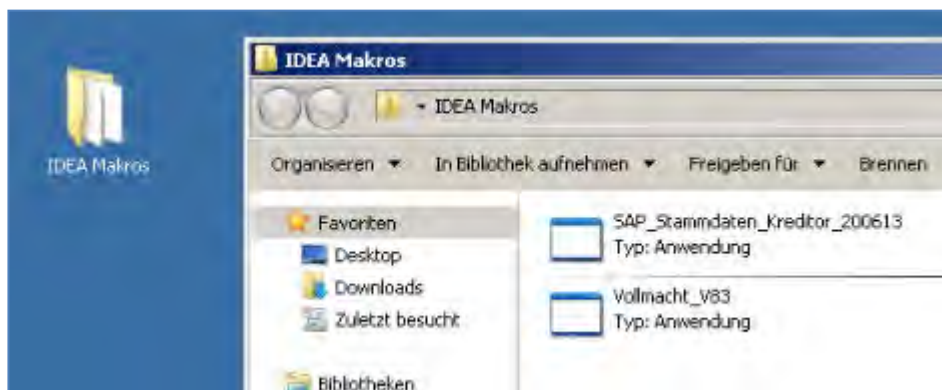 IDEA Makros
IDEA Makros
IDEA Makros
Organisieren In Bibliothek aufnehmen Freigeben für Brennen
Favoriten
Desktop
Downloads
Zuletzt besucht
Bibliotheken
SAP_Stammdaten_Kreditor_200613
Typ: Anwendung
Vollmacht_V83
Typ: Anwendung